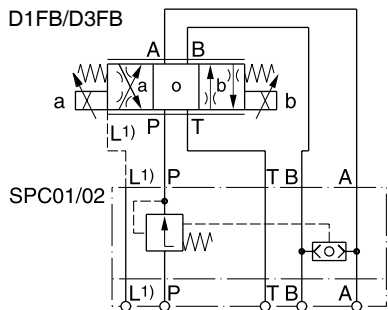 D1FB/D3FB
A B
a a o b b
L1) P T
L1) P T B A
SPC01/02
L1) P T B A